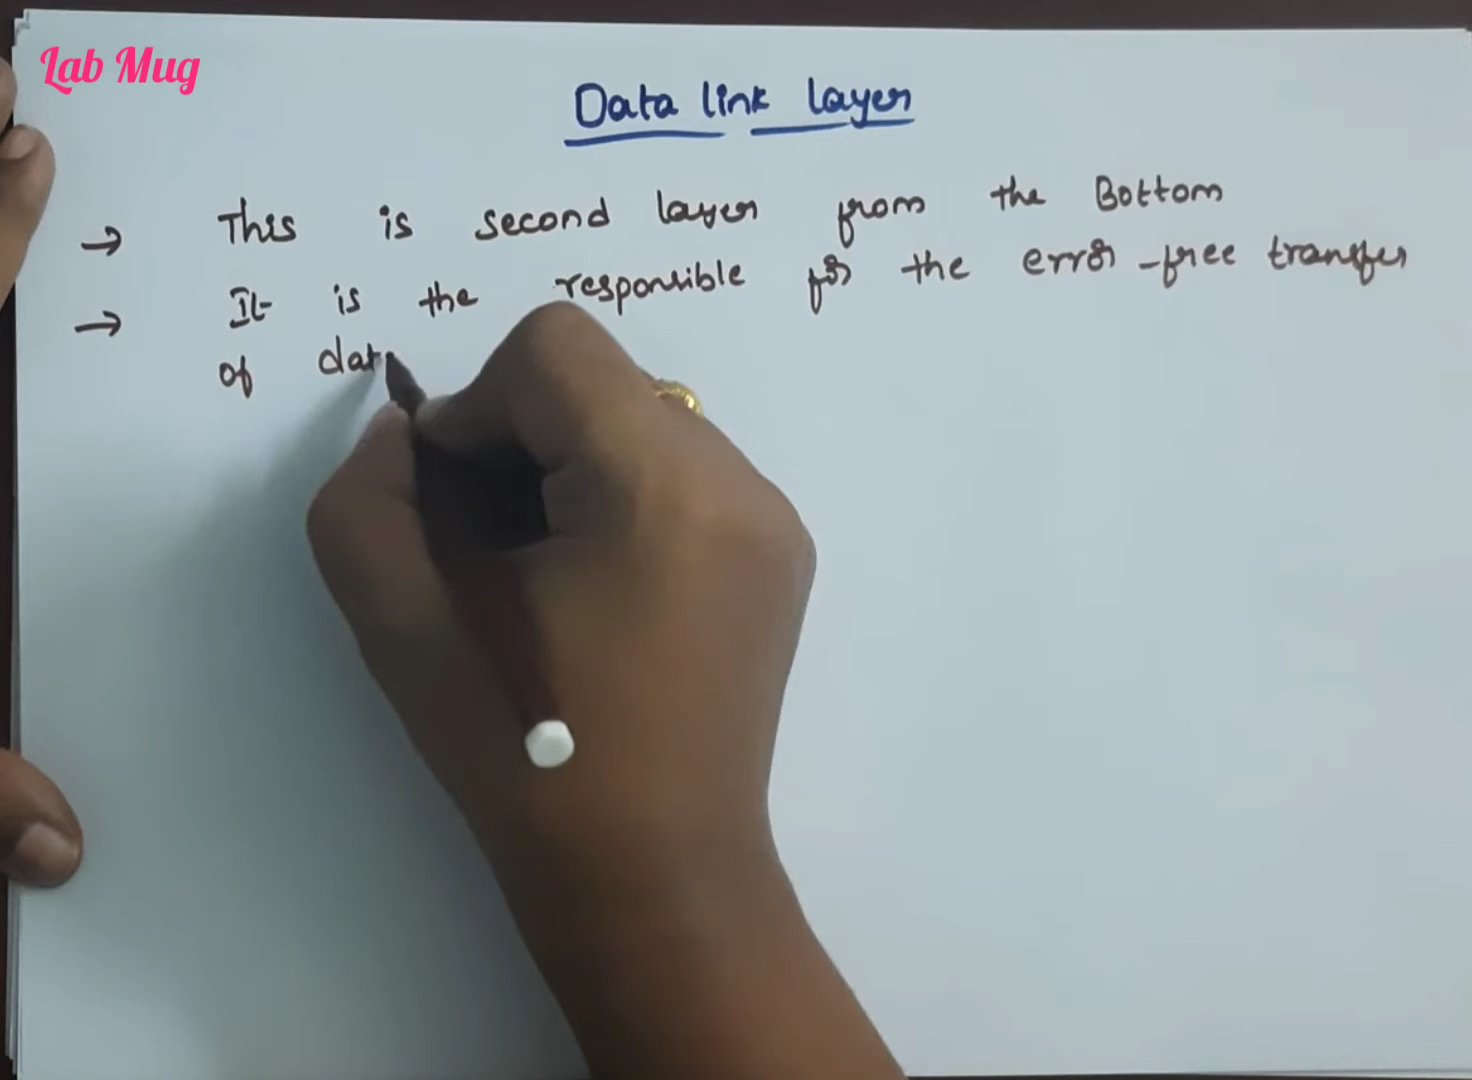 Lab Mug
Data link layer
→ This is second layer from the Bottom
→ It is the responsible for the error-free transfer
of data